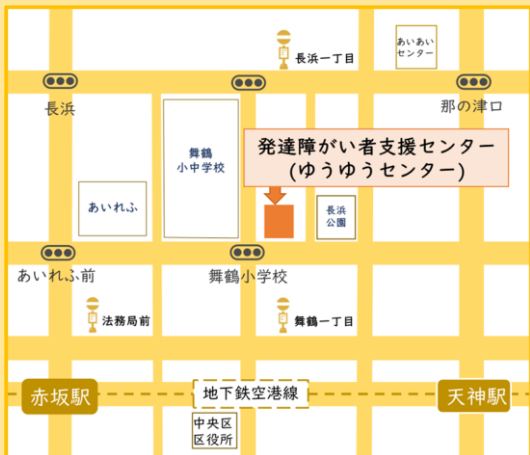 長浜一丁目
あいあい
センター
長浜
那の津口
舞鶴
小中学校
発達障がい者支援センター
(ゆうゆうセンター)
あいれふ
長浜
公園
あいれふ前
舞鶴小学校
法務局前
舞鶴一丁目
赤坂駅
地下鉄空港線
天神駅
中央区
区役所